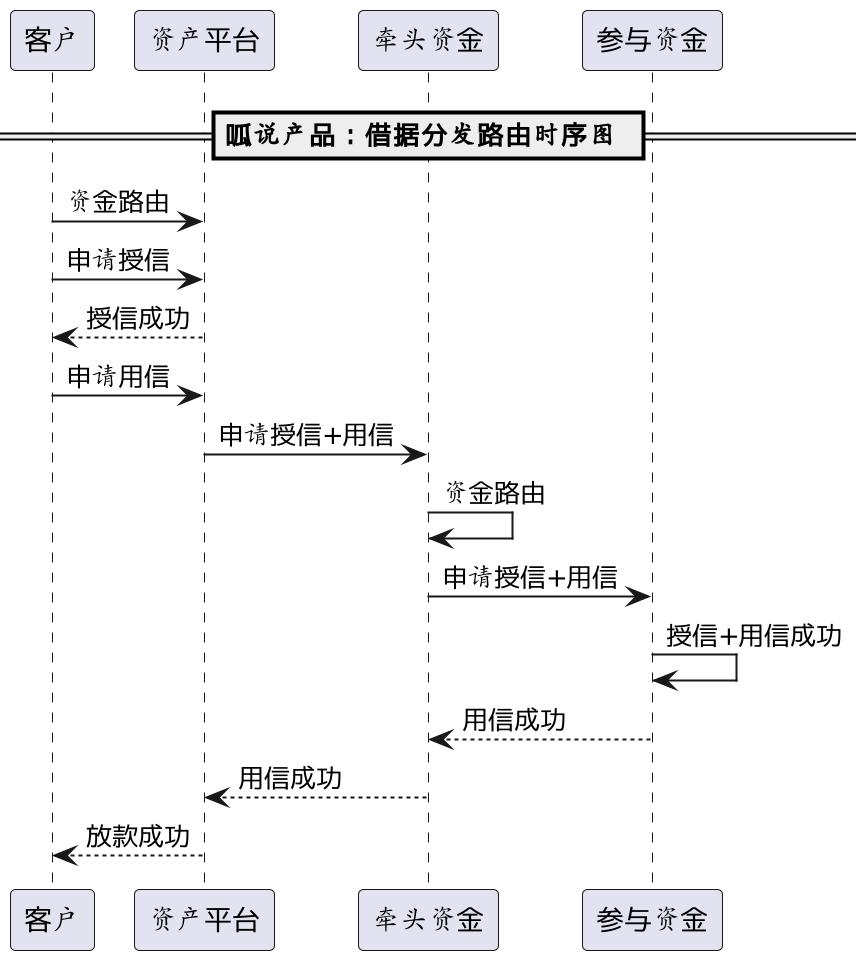 客户 资产平台 牵头资金 参与资金
呱说产品：借据分发路由时序图
资金路由
申请授信
授信成功
申请用信
申请授信+用信
资金路由
申请授信+用信
授信+用信成功
用信成功
用信成功
放款成功
客户 资产平台 牵头资金 参与资金